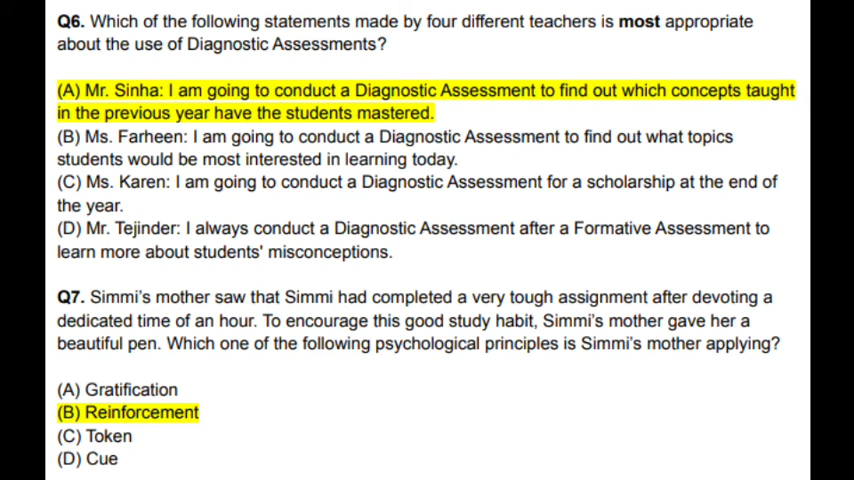 Q6. Which of the following statements made by four different teachers is most appropriate
about the use of Diagnostic Assessments?
(A) Mr. Sinha: I am going to conduct a Diagnostic Assessment to find out which concepts taught
in the previous year have the students mastered.
(B) Ms. Farheen: I am going to conduct a Diagnostic Assessment to find out what topics
students would be most interested in learning today.
(C) Ms. Karen: I am going to conduct a Diagnostic Assessment for a scholarship at the end of
the year.
(D) Mr. Tejinder: I always conduct a Diagnostic Assessment after a Formative Assessment to
learn more about students' misconceptions.
Q7. Simmi's mother saw that Simmi had completed a very tough assignment after devoting a
dedicated time of an hour. To encourage this good study habit, Simmi's mother gave her a
beautiful pen. Which one of the following psychological principles is Simmi's mother applying?
(A) Gratification
(B) Reinforcement
(C) Token
(D) Cue